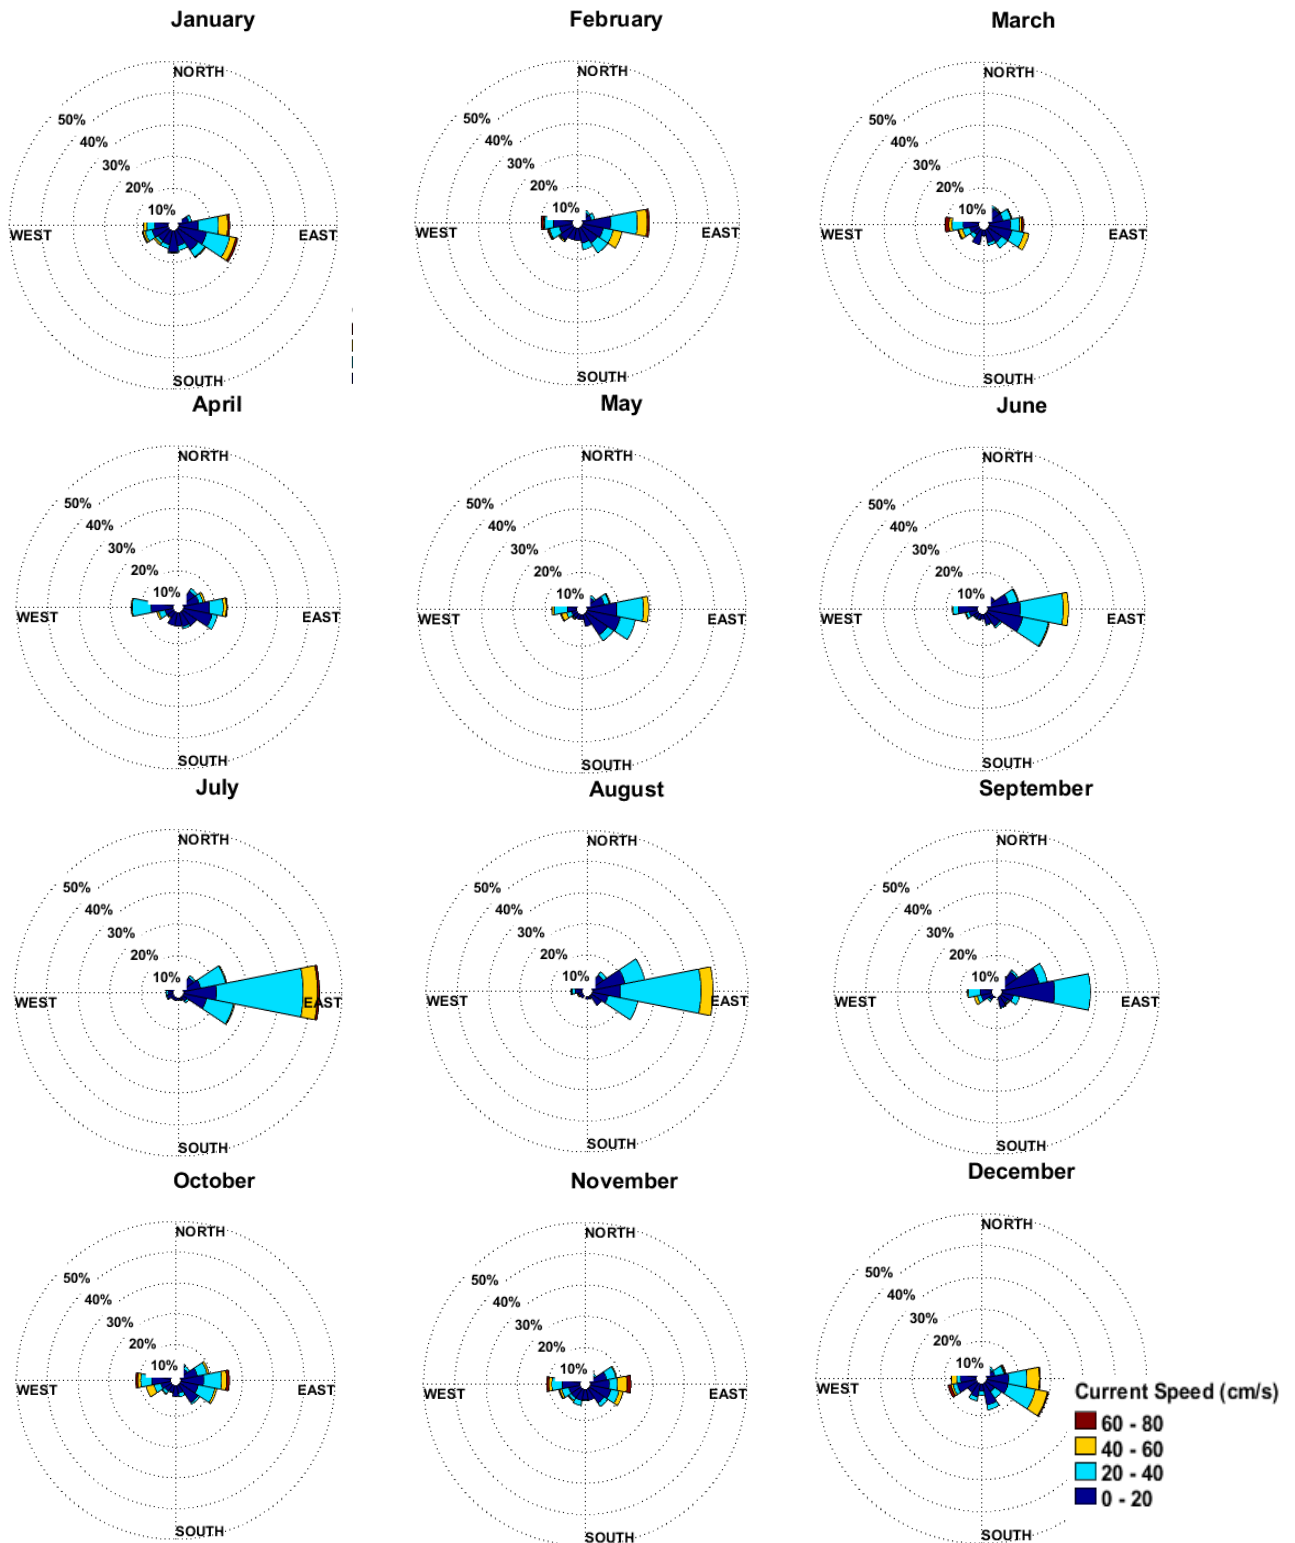 January February March
NORTH NORTH NORTH
50% 50% 50%
40% 40% 40%
30% 30% 30%
20% 20% 20%
10% 10% 10%
WEST EAST WEST EAST WEST EAST
SOUTH SOUTH SOUTH
April May June
NORTH NORTH NORTH
50% 50% 50%
40% 40% 40%
30% 30% 30%
20% 20% 20%
10% 10% 10%
WEST EAST WEST EAST WEST EAST
SOUTH SOUTH SOUTH
July August September
NORTH NORTH NORTH
50% 50% 50%
40% 40% 40%
30% 30% 30%
20% 20% 20%
10% 10% 10%
WEST EAST WEST EAST WEST EAST
SOUTH SOUTH SOUTH
October November December
NORTH NORTH NORTH
50% 50% 50%
40% 40% 40%
30% 30% 30%
20% 20% 20%
10% 10% 10%
WEST EAST WEST EAST WEST
SOUTH SOUTH SOUTH
Current Speed (cm/s)
60 - 80
40 - 60
20 - 40
0 - 20